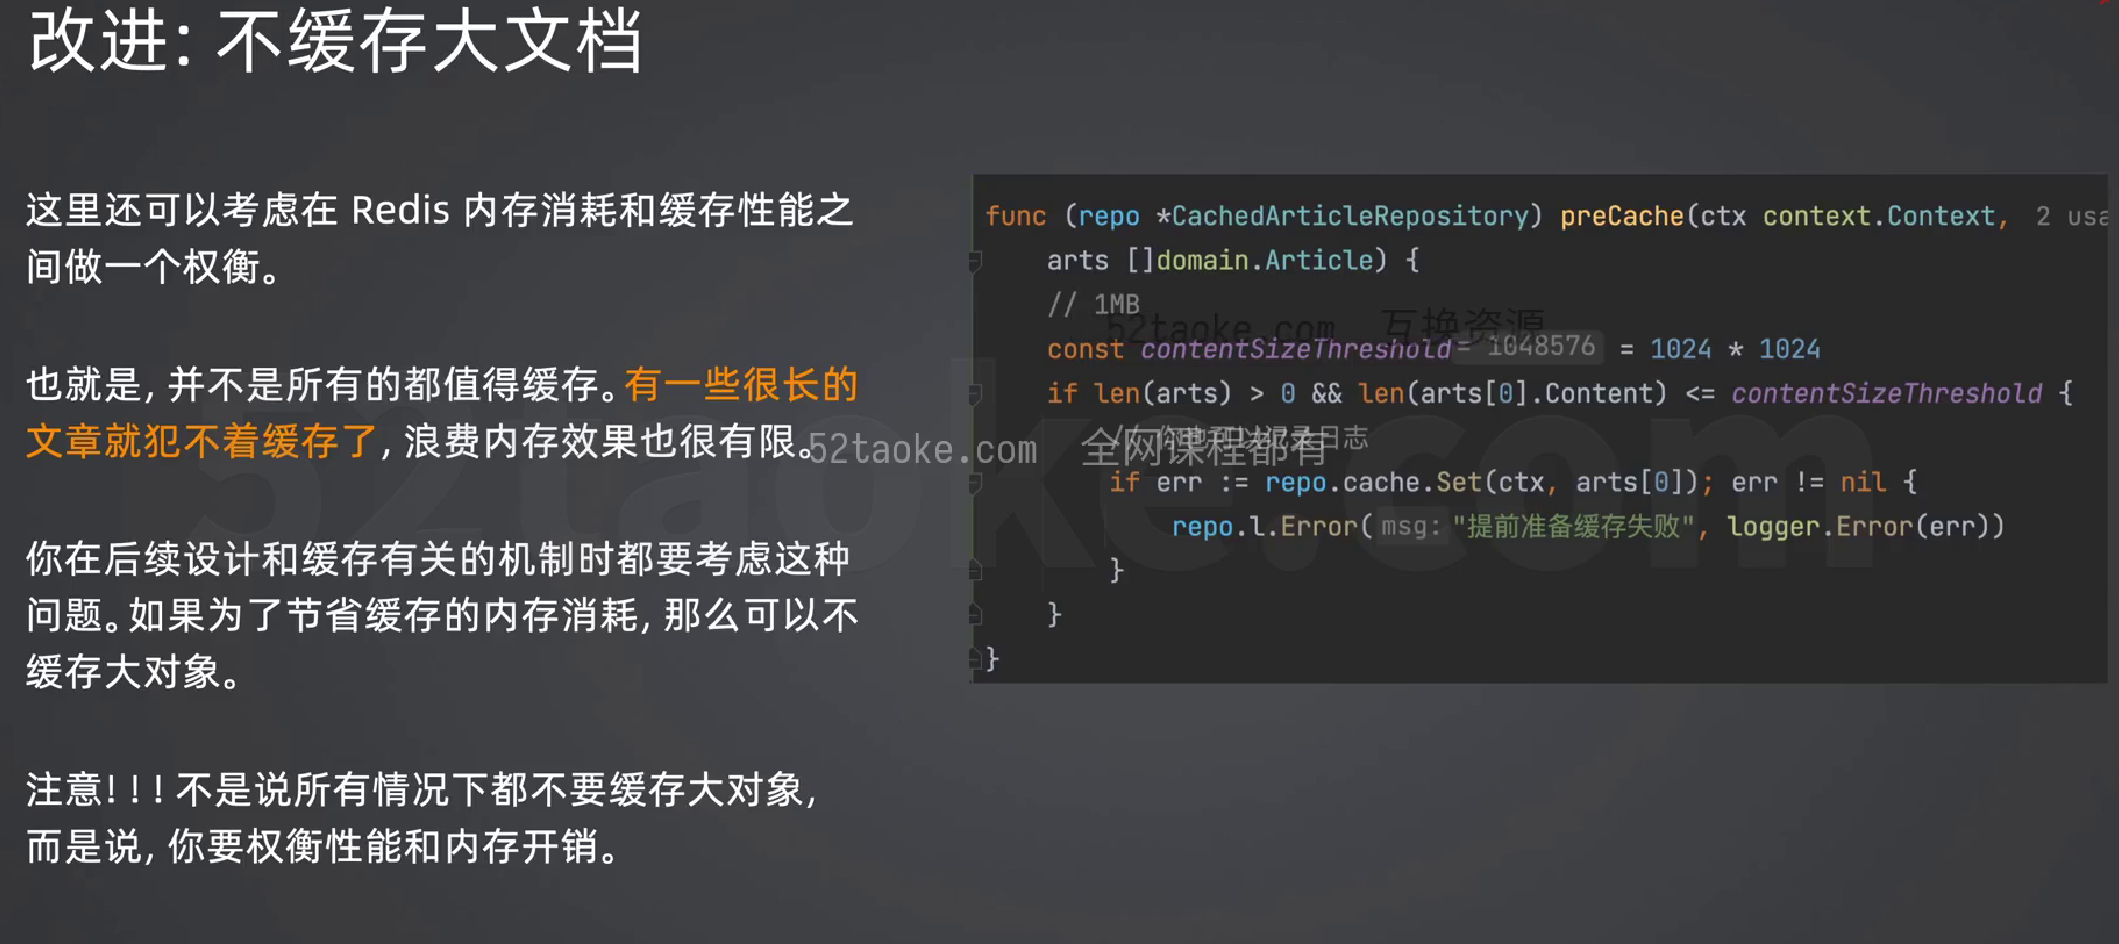 改进: 不缓存大文档
这里还可以考虑在 Redis 内存消耗和缓存性能之
间做一个权衡。
也就是, 并不是所有的都值得缓存。有一些很长的
文章就犯不着缓存了, 浪费内存效果也很有限。
你在后续设计和缓存有关的机制时都要考虑这种
问题。如果为了节省缓存的内存消耗, 那么可以不
缓存大对象。
注意!!! 不是说所有情况下都不要缓存大对象,
而是说, 你要权衡性能和内存开销。
func (repo *CachedArticleRepository) preCache(ctx context.Context, 2 usa
arts []domain.Article) {
// 1MB
52taoke.com 互换资源
const contentSizeThreshold = 1048576 = 1024 * 1024
if len(arts) > 0 && len(arts[0].Content) <= contentSizeThreshold {
52taoke.com 全网课程都有
日志
if err := repo.cache.Set(ctx, arts[0]); err != nil {
repo.l.Error( msg: "提前准备缓存失败", logger.Error(err))
}
}
}
52taoke.com